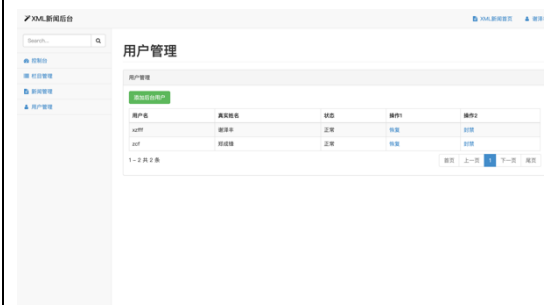 XML新闻后台
XML新闻首页
Search...
控制台
栏目管理
新闻管理
用户管理
用户管理
用户管理
添加后台用户
用户名 真实姓名 状态 操作1 操作2
xzfff 谢泽丰 正常 恢复 封禁
zcf 正常 恢复 封禁
1 - 2 共 2 条
首页 上一页 1 下一页 尾页